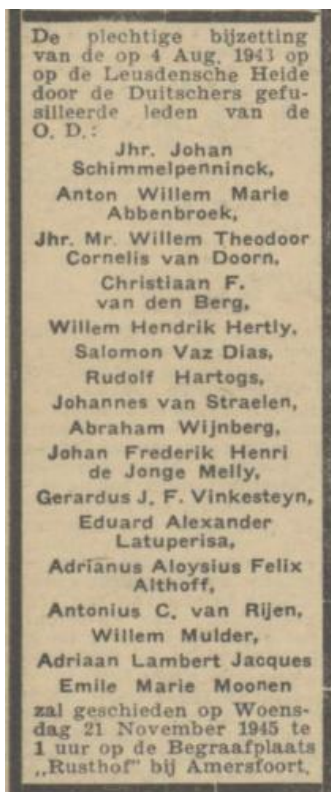 De plechtige bijzetting
van de op 4 Aug. 1943 op
op de Leusdensche Heide
door de Duitschers gefu-
silleerde leden van de
O. D.:
Jhr. Johan
Schimmelpenninck,
Anton Willem Marie
Abbenbroek,
Jhr. Mr. Willem Theodoor
Cornelis van Doorn,
Christiaan F.
van den Berg,
Willem Hendrik Hertly,
Salomon Vaz Dias,
Rudolf Hartogs,
Johannes van Straelen,
Abraham Wijnberg,
Johan Frederik Henri
de Jonge Melly,
Gerardus J. F. Vinkesteyn,
Eduard Alexander
Latuperisa,
Adrianus Aloysius Felix
Althoff,
Antonius C. van Rijen,
Willem Mulder,
Adriaan Lambert Jacques
Emile Marie Moonen
zal geschieden op Woens-
dag 21 November 1945 te
1 uur op de Begraafplaats
„Rusthof” bij Amersfoort.